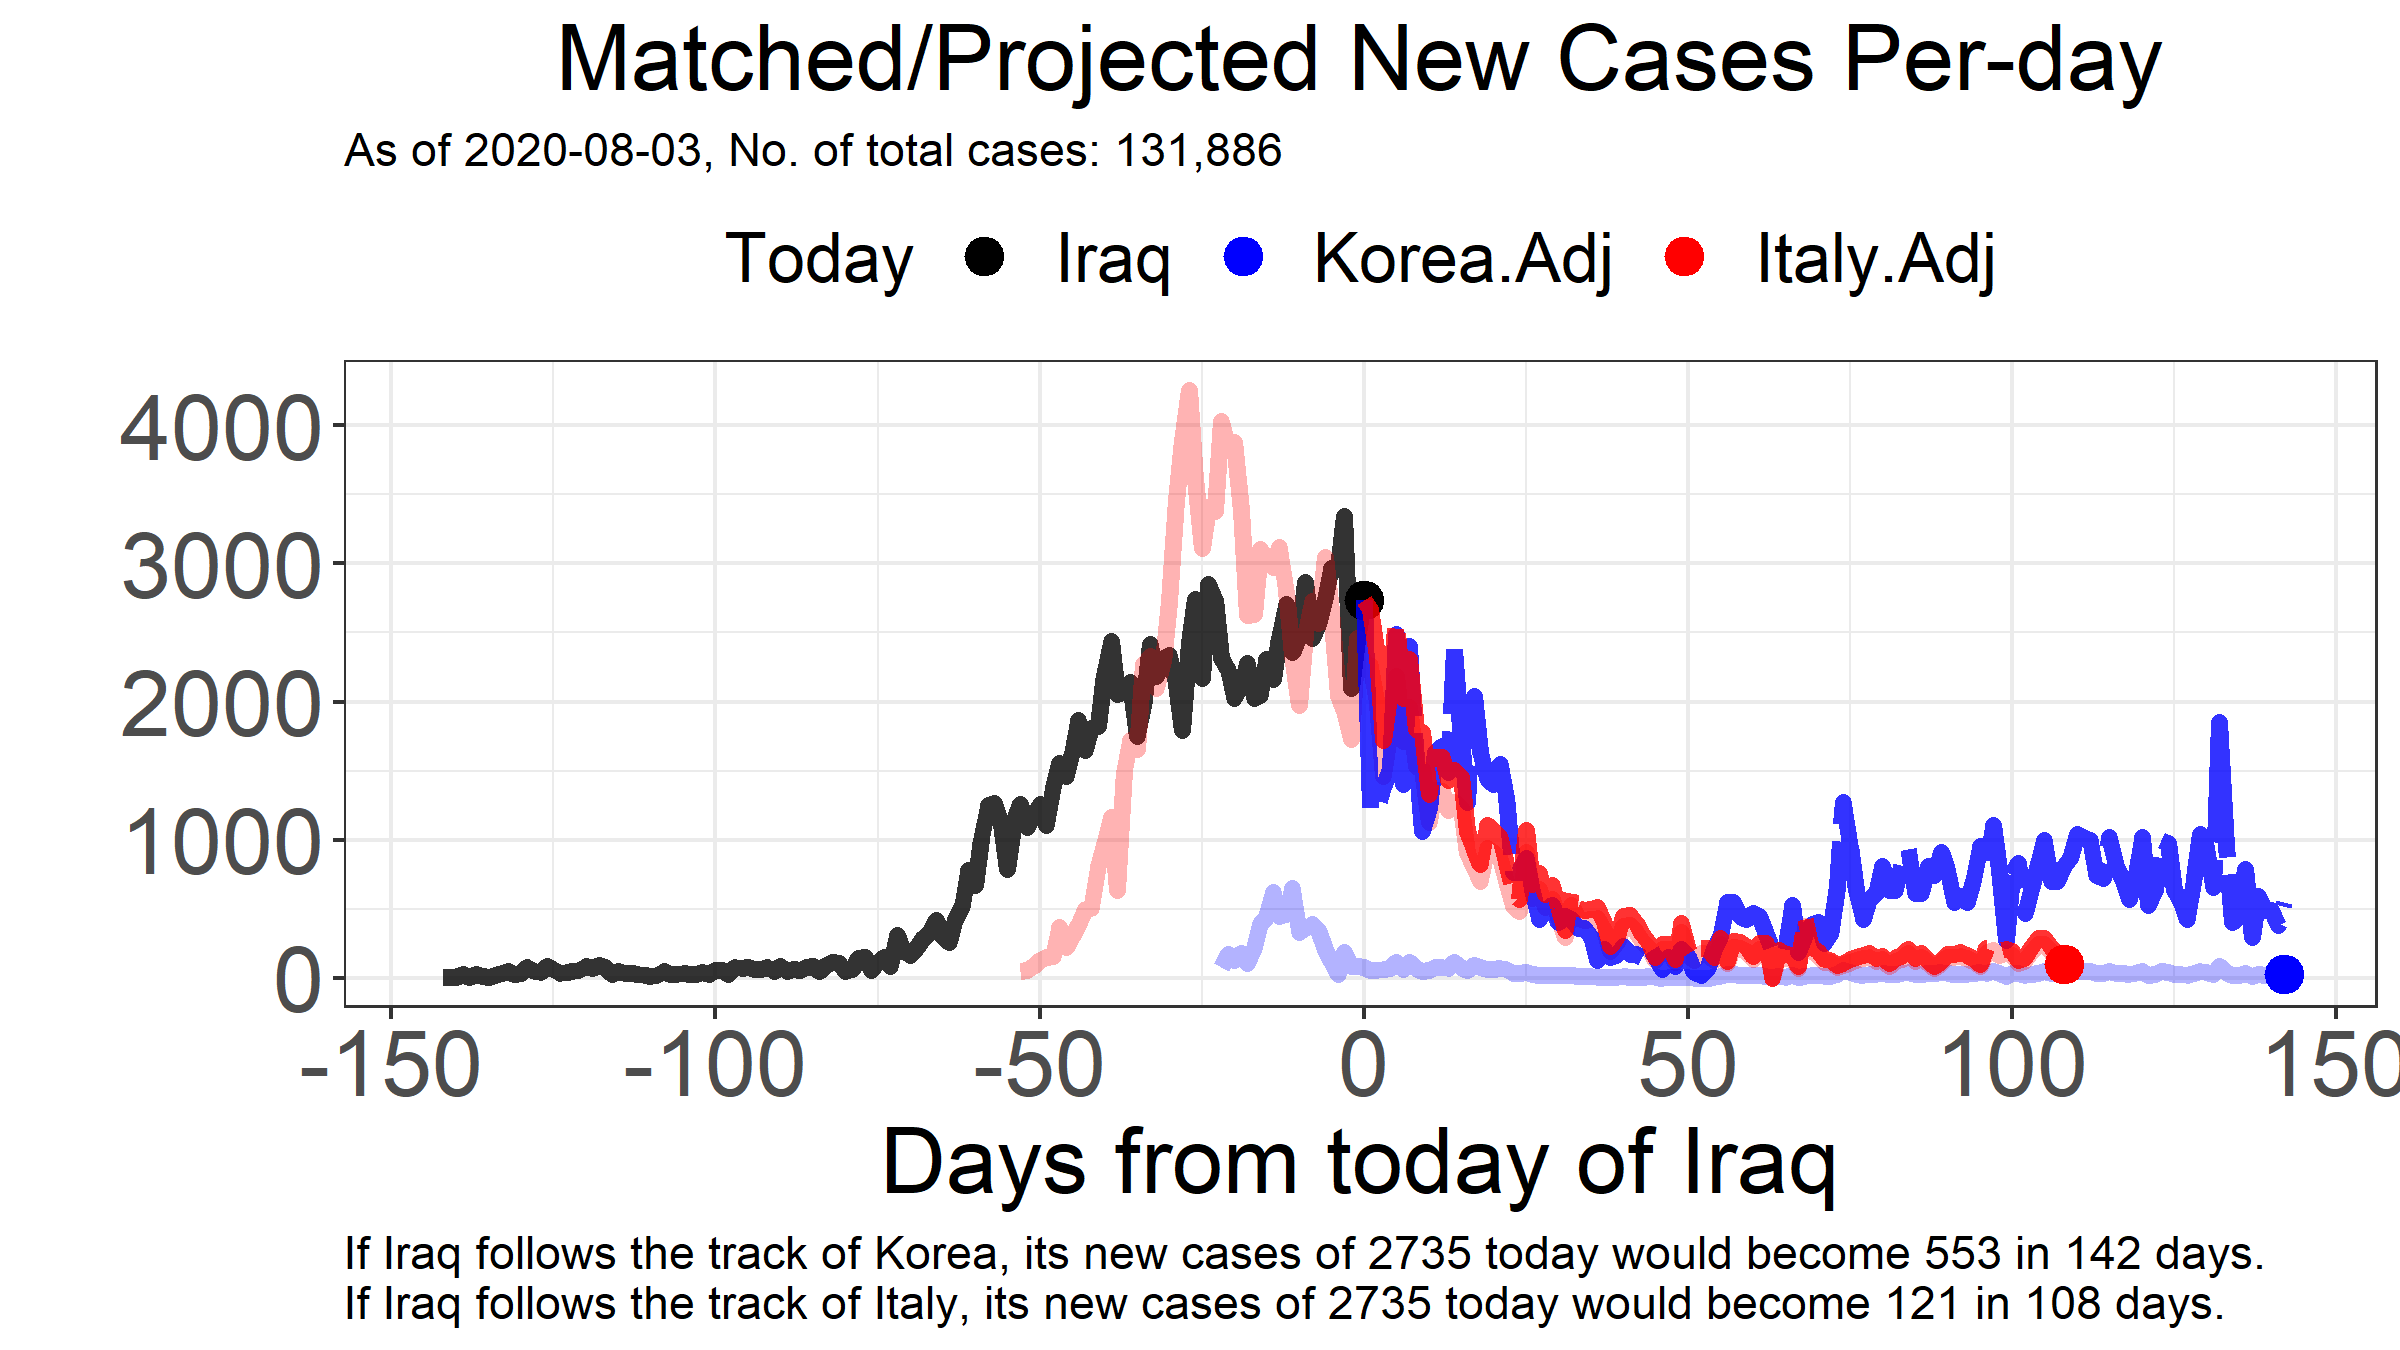 Matched/Projected New Cases Per-day
As of 2020-08-03, No. of total cases: 131,886
Today Iraq Korea.Adj Italy.Adj
4000
3000
2000
1000
0
-150 -100 -50 0 50 100 150
Days from today of Iraq
If Iraq follows the track of Korea, its new cases of 2735 today would become 553 in 142 days.
If Iraq follows the track of Italy, its new cases of 2735 today would become 121 in 108 days.